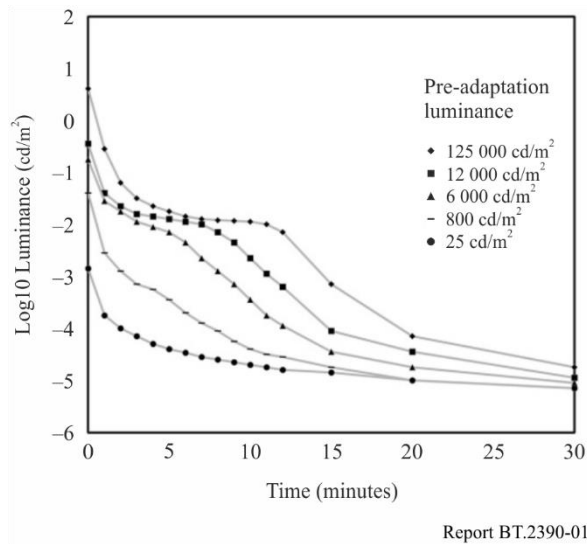 2
1
0
–1
–2
–3
–4
–5
–6
Log10 Luminance (cd/m²)
Pre-adaptation
luminance
125 000 cd/m²
12 000 cd/m²
6 000 cd/m²
800 cd/m²
25 cd/m²
0 5 10 15 20 25 30
Time (minutes)
Report BT.2390-01